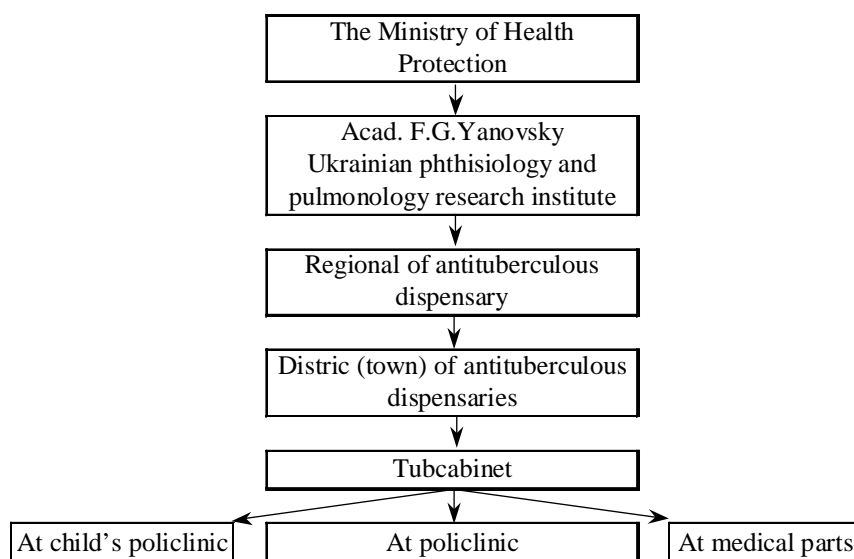 The Ministry of Health
Protection
Acad. F.G.Yanovsky
Ukrainian phthisiology and
pulmonology research institute
Regional of antituberculous
dispensary
Distric (town) of antituberculous
dispensaries
Tubcabinet
At child's policlinic
At policlinic
At medical parts